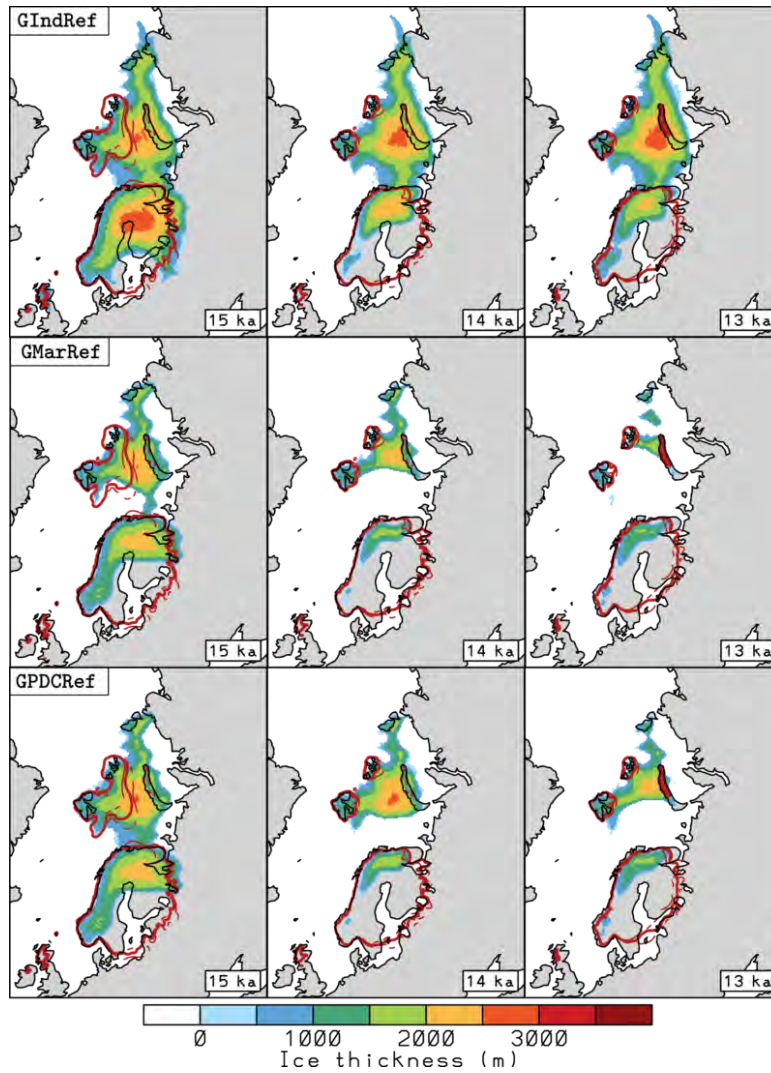 GIndRef
15 ka
14 ka
13 ka
GMarRef
15 ka
14 ka
13 ka
GPDCRef
15 ka
14 ka
13 ka
0 1000 2000 3000
Ice thickness (m)